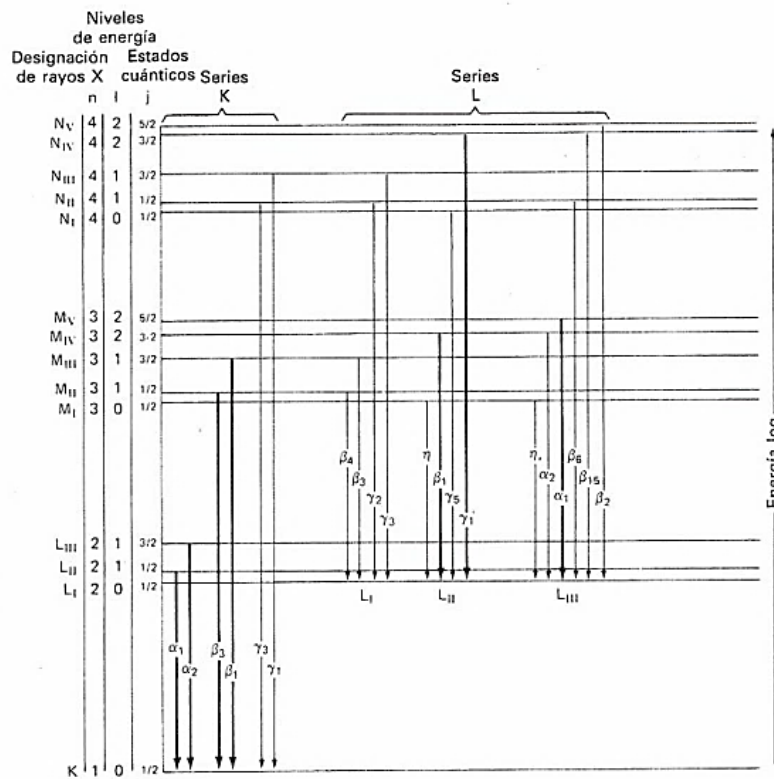 Niveles
de energía
Designación Estados
de rayos X cuánticos Series Series
n l j K L
N_V 4 2 5/2
N_IV 4 2 3/2
N_III 4 1 3/2
N_II 4 1 1/2
N_I 4 0 1/2
M_V 3 2 5/2
M_IV 3 2 3-2
M_III 3 1 3/2
M_II 3 1 1/2
M_I 3 0 1/2
β4 β3 γ2 γ3 η β1 γ5 γ1 η α2 α1 β6 β15 β2
L_III 2 1 3/2
L_II 2 1 1/2
L_I 2 0 1/2
L_I L_II L_III
α1 α2 β3 β1 γ3 γ1
K 1 0 1/2
Energía log